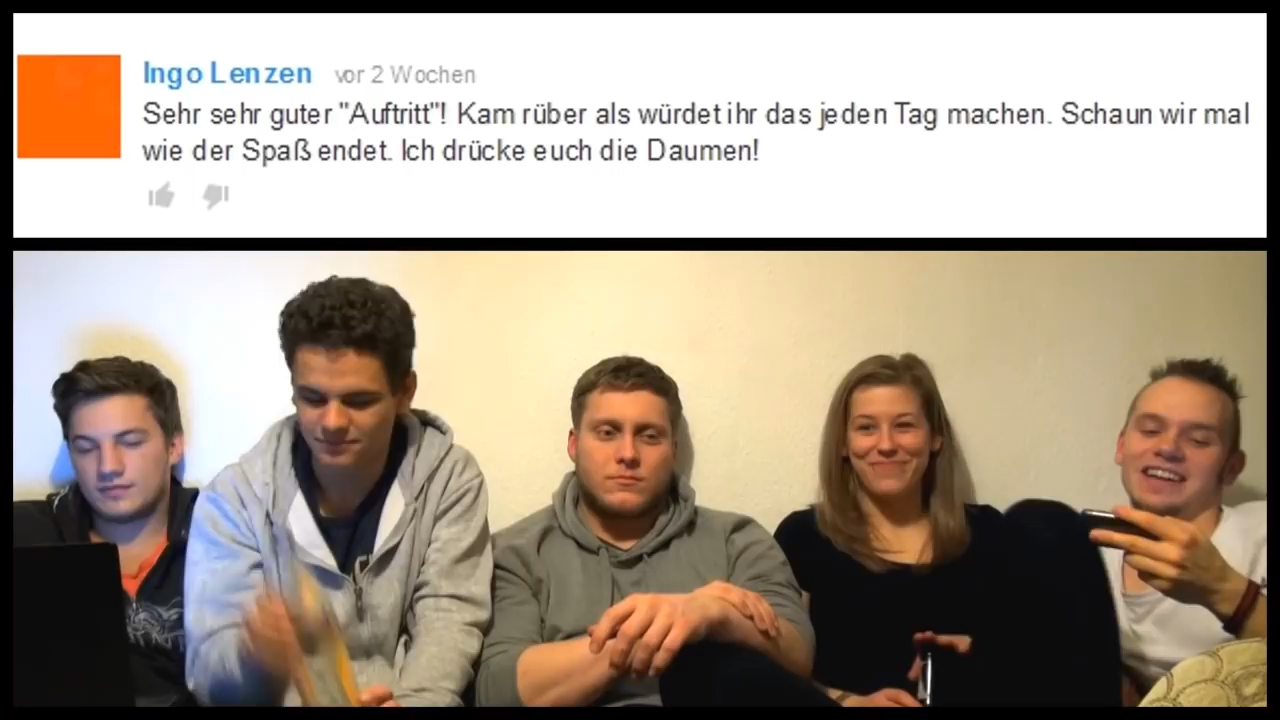 Ingo Lenzen vor 2 Wochen
Sehr sehr guter "Auftritt"! Kam rüber als würdet ihr das jeden Tag machen. Schaun wir mal
wie der Spaß endet. Ich drücke euch die Daumen!